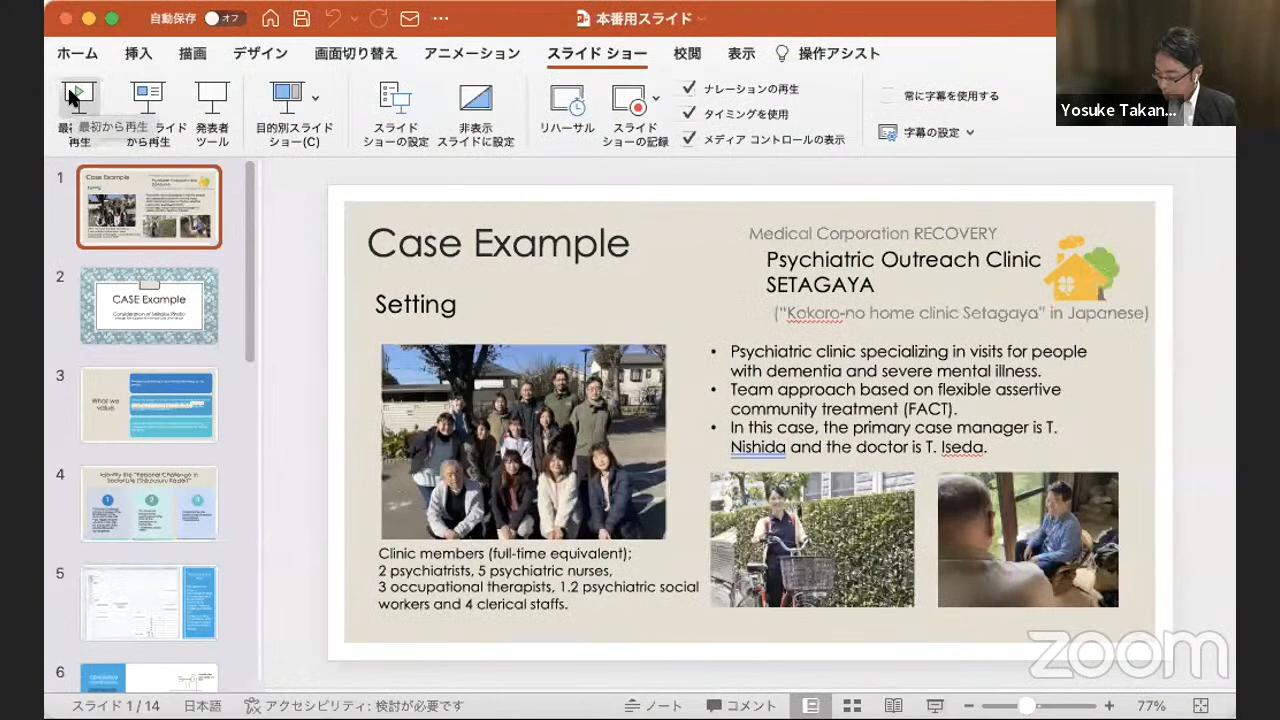 自動保存 オフ
本番用スライド
ホーム 挿入 描画 デザイン 画面切り替え アニメーション スライド ショー 校閲 表示 操作アシスト
最初から再生
再生
スライド
から再生
発表者
ツール
目的別スライド
ショー(C)
スライド
ショーの設定
非表示
スライドに設定
リハーサル
スライド
ショーの記録
ナレーションの再生
タイミングを使用
メディア コントロールの表示
常に字幕を使用する
字幕の設定
Yosuke Takan...
1
Case Example
2
CASE Example
3
What we
value
4
5
6
Case Example
Setting
Medical Corporation RECOVERY
Psychiatric Outreach Clinic
SETAGAYA
("Kokoro-no home clinic Setagaya" in Japanese)
• Psychiatric clinic specializing in visits for people
with dementia and severe mental illness.
• Team approach based on flexible assertive
community treatment (FACT).
• In this case, the primary case manager is T.
Nishida and the doctor is T. Iseda.
Clinic members (full-time equivalent);
2 psychiatrists, 5 psychiatric nurses,
3 occupational therapists, 1.2 psychiatric social
workers and 4 clerical staffs.
zoom
スライド 1 / 14 日本語 アクセシビリティ: 検討が必要です ノート コメント 77%